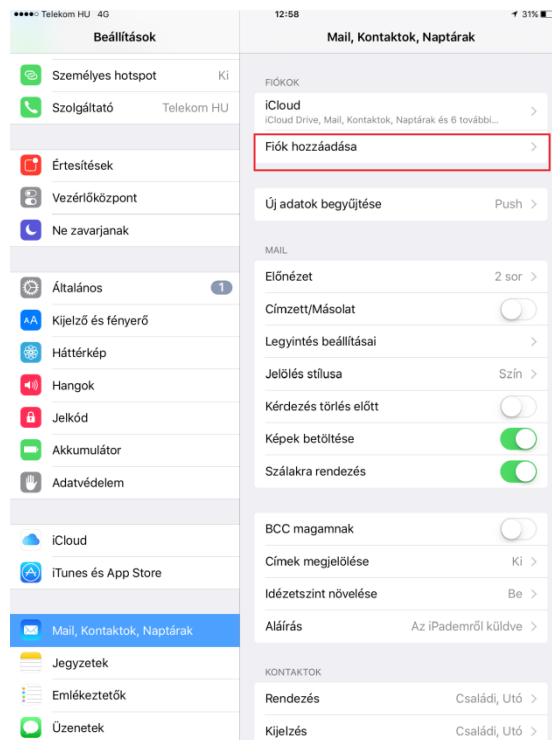 Telekom HU 4G
12:58
31%
Beállítások
Személyes hotspot Ki
Szolgáltató Telekom HU
Értesítések
Vezérlőközpont
Ne zavarjanak
Általános 1
Kijelző és fényerő
Háttérkép
Hangok
Jelkód
Akkumulátor
Adatvédelem
iCloud
iTunes és App Store
Mail, Kontaktok, Naptárak
Jegyzetek
Emlékeztetők
Üzenetek
Mail, Kontaktok, Naptárak
FIÓKOK
iCloud
iCloud Drive, Mail, Kontaktok, Naptárak és 6 további...
Fiók hozzáadása
Új adatok begyűjtése Push
MAIL
Előnézet 2 sor
Címzett/Másolat
Legyintés beállításai
Jelölés stílusa Szín
Kérdezés törlés előtt
Képek betöltése
Szálakra rendezés
BCC magamnak
Címek megjelölése Ki
Idézetszint növelése Be
Aláírás Az iPademről küldve
KONTAKTOK
Rendezés Családi, Utó
Kijelzés Családi, Utó